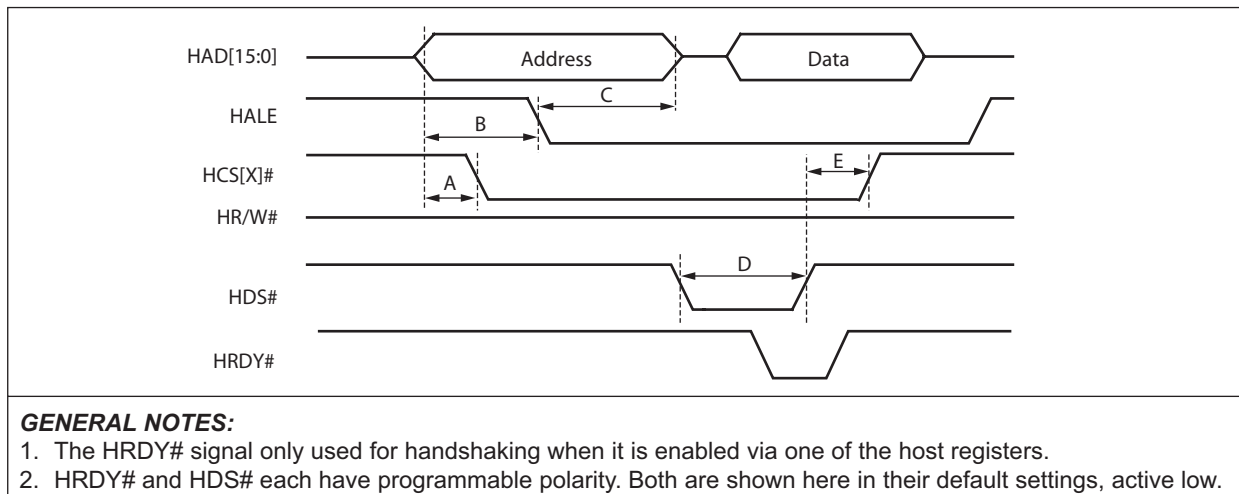 HAD[15:0]
Address
Data
C
HALE
B
E
HCS[X]#
A
HR/W#
D
HDS#
HRDY#
GENERAL NOTES:
1. The HRDY# signal only used for handshaking when it is enabled via one of the host registers.
2. HRDY# and HDS# each have programmable polarity. Both are shown here in their default settings, active low.